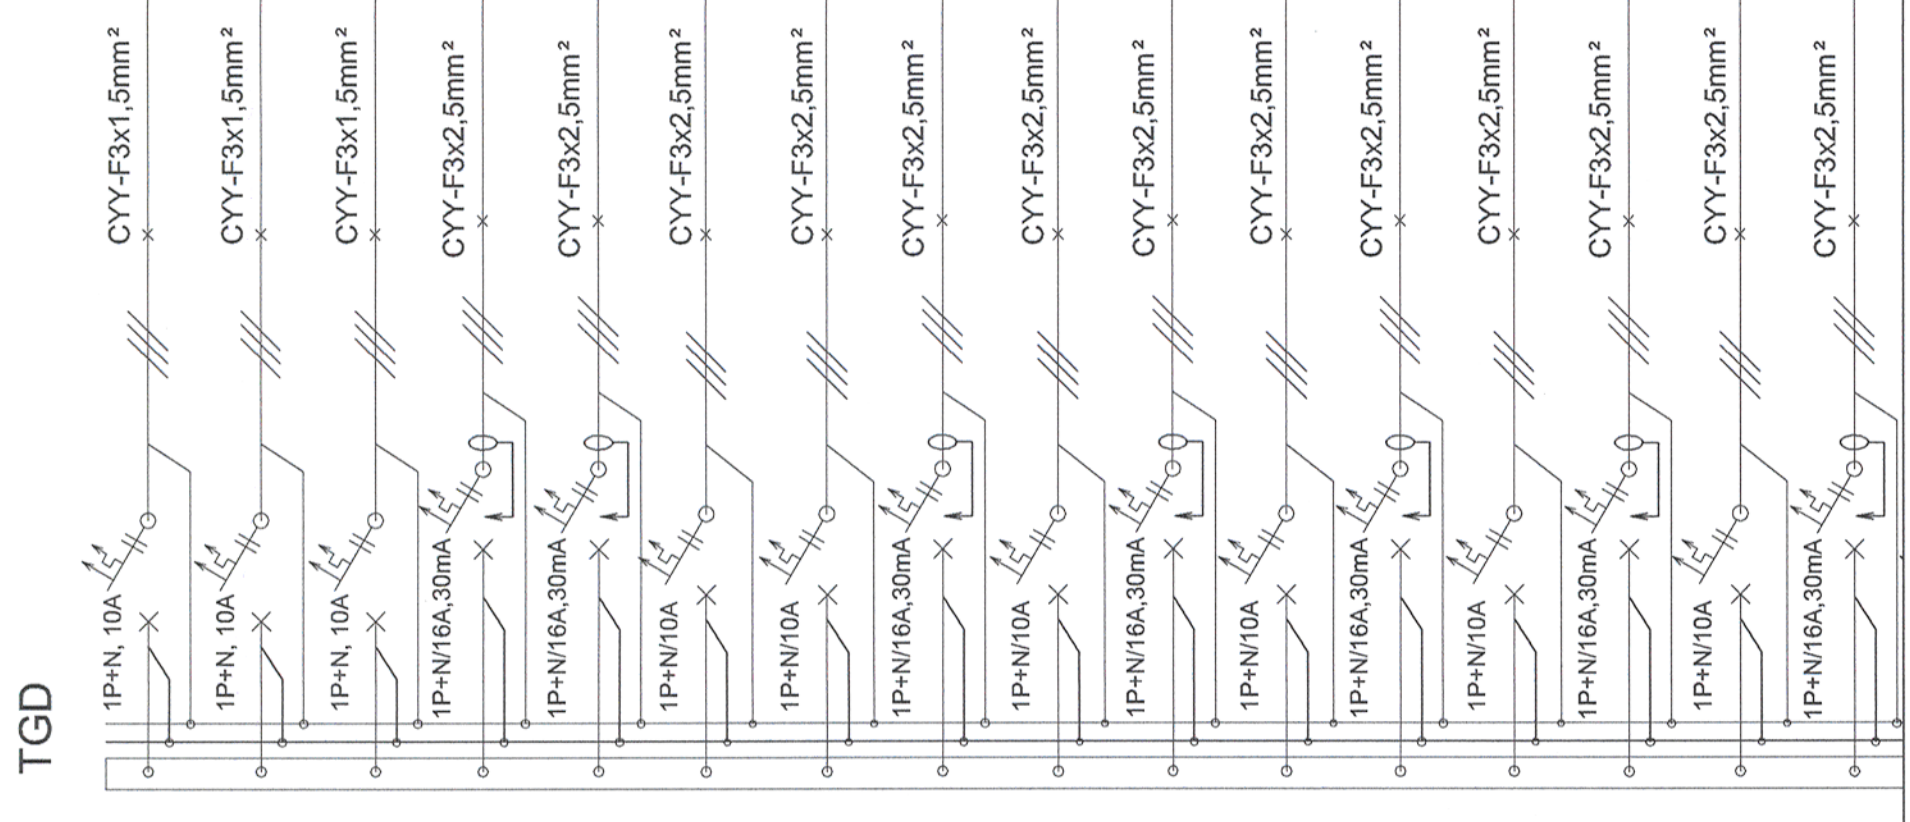 TGD
CYY-F3x1,5mm²
CYY-F3x1,5mm²
CYY-F3x1,5mm²
CYY-F3x2,5mm²
CYY-F3x2,5mm²
CYY-F3x2,5mm²
CYY-F3x2,5mm²
CYY-F3x2,5mm²
CYY-F3x2,5mm²
CYY-F3x2,5mm²
CYY-F3x2,5mm²
CYY-F3x2,5mm²
CYY-F3x2,5mm²
CYY-F3x2,5mm²
CYY-F3x2,5mm²
CYY-F3x2,5mm²
1P+N, 10A
1P+N, 10A
1P+N, 10A
1P+N/16A,30mA
1P+N/16A,30mA
1P+N/10A
1P+N/10A
1P+N/16A,30mA
1P+N/10A
1P+N/16A,30mA
1P+N/10A
1P+N/16A,30mA
1P+N/10A
1P+N/16A,30mA
1P+N/10A
1P+N/16A,30mA